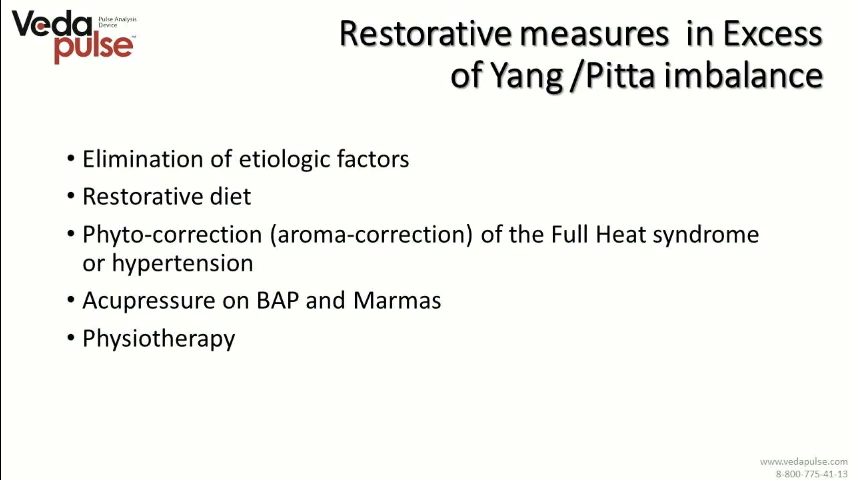 Veda
pulse™
Pulse Analysis
Device
Restorative measures in Excess
of Yang /Pitta imbalance
• Elimination of etiologic factors
• Restorative diet
• Phyto-correction (aroma-correction) of the Full Heat syndrome
or hypertension
• Acupressure on BAP and Marmas
• Physiotherapy
www.vedapulse.com
8-800-775-41-13